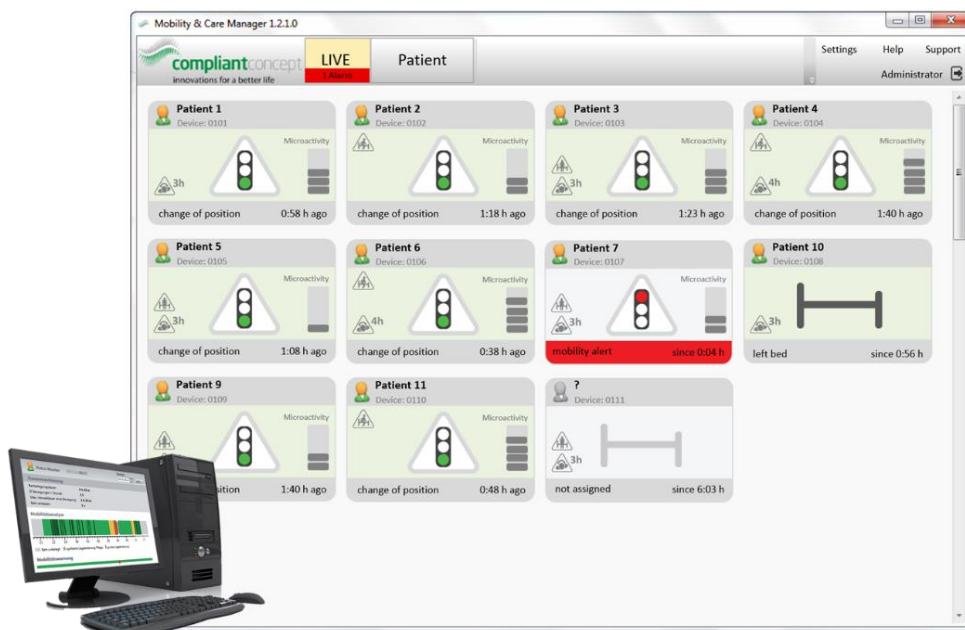 Mobility & Care Manager 1.2.1.0
compliantconcept
innovations for a better life
LIVE
1 Alarm
Patient
Settings Help Support
Administrator
Patient 1
Device: 0101
Microactivity
3h
change of position 0:58 h ago
Patient 2
Device: 0102
Microactivity
change of position 1:18 h ago
Patient 3
Device: 0103
Microactivity
3h
change of position 1:23 h ago
Patient 4
Device: 0104
Microactivity
4h
change of position 1:40 h ago
Patient 5
Device: 0105
Microactivity
3h
change of position 1:08 h ago
Patient 6
Device: 0106
Microactivity
4h
change of position 0:38 h ago
Patient 7
Device: 0107
Microactivity
3h
mobility alert since 0:04 h
Patient 10
Device: 0108
3h
left bed since 0:56 h
Patient 9
Device: 0109
Microactivity
sition 1:40 h ago
Patient 11
Device: 0110
Microactivity
change of position 0:48 h ago
?
Device: 0111
3h
not assigned since 6:03 h
Mobilitätsanalyse